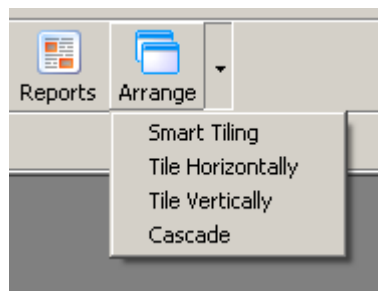 Reports Arrange
Smart Tiling
Tile Horizontally
Tile Vertically
Cascade